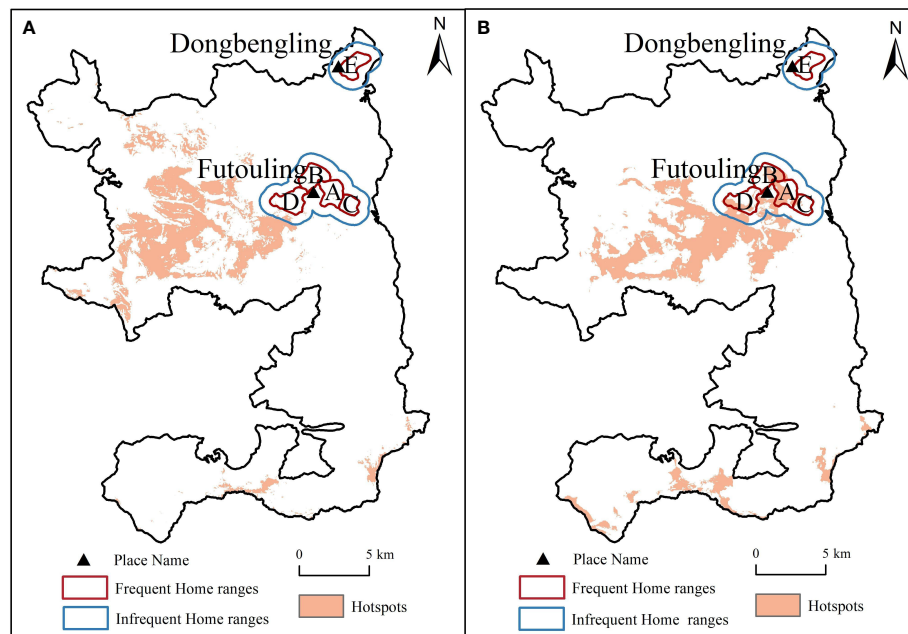 A
N
Dongbengling
E
Futouling
B
A
D
C
Place Name
0 5 km
Frequent Home ranges
Infrequent Home ranges
Hotspots
B
N
Dongbengling
E
Futouling
B
A
D
C
Place Name
0 5 km
Frequent Home ranges
Infrequent Home ranges
Hotspots